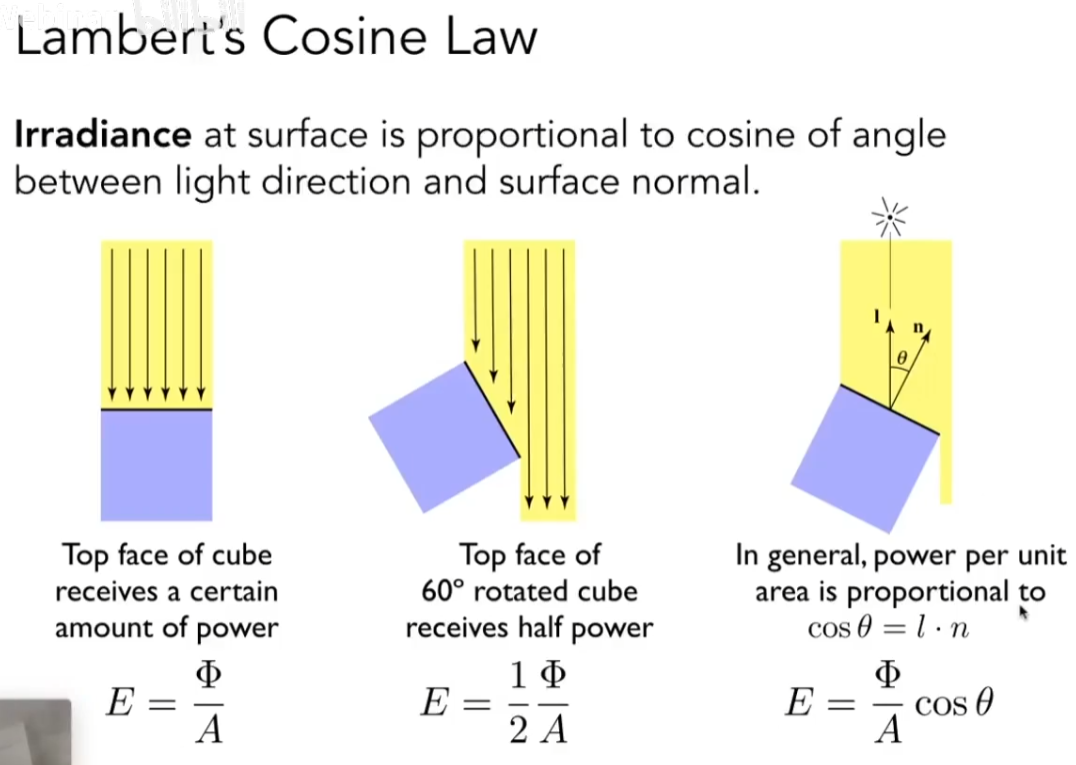 Lambert's Cosine Law
Irradiance at surface is proportional to cosine of angle
between light direction and surface normal.
l n
θ
Top face of cube
receives a certain
amount of power
E = Φ/A
Top face of
60° rotated cube
receives half power
E = 1/2 Φ/A
In general, power per unit
area is proportional to
cos θ = l · n
E = Φ/A cos θ